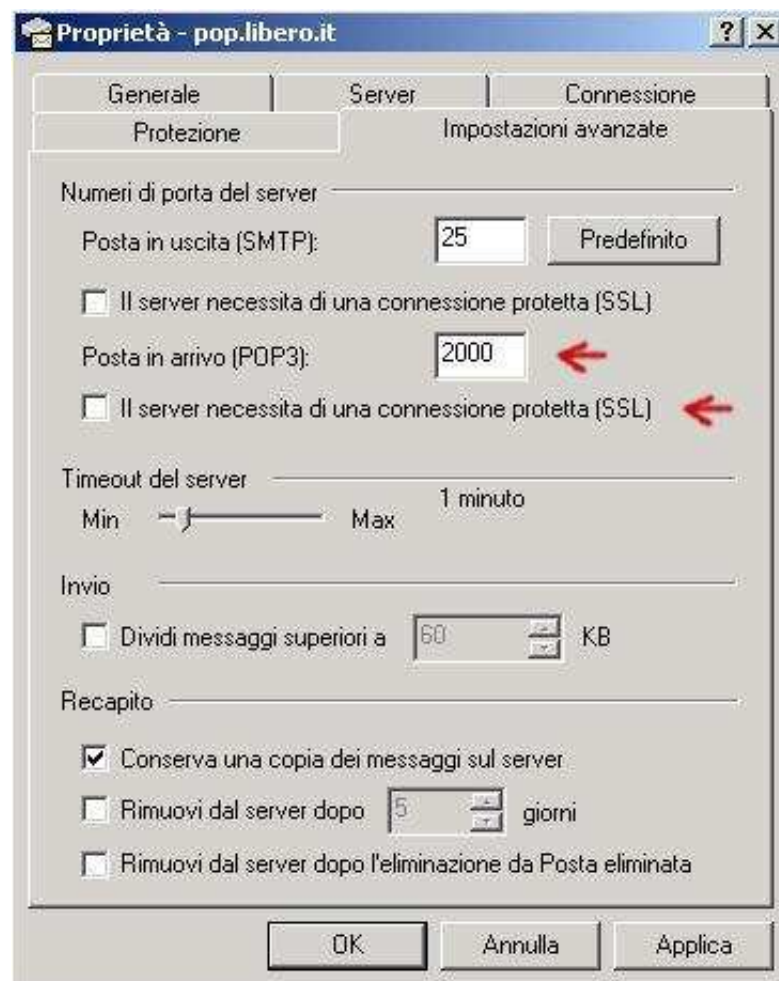 Proprietà - pop.libero.it
Generale Server Connessione
Protezione Impostazioni avanzate
Numeri di porta del server
Posta in uscita (SMTP): 25 Predefinito
Il server necessita di una connessione protetta (SSL)
Posta in arrivo (POP3): 2000
Il server necessita di una connessione protetta (SSL)
Timeout del server
Min Max 1 minuto
Invio
Dividi messaggi superiori a 60 KB
Recapito
Conserva una copia dei messaggi sul server
Rimuovi dal server dopo 5 giorni
Rimuovi dal server dopo l'eliminazione da Posta eliminata
OK Annulla Applica